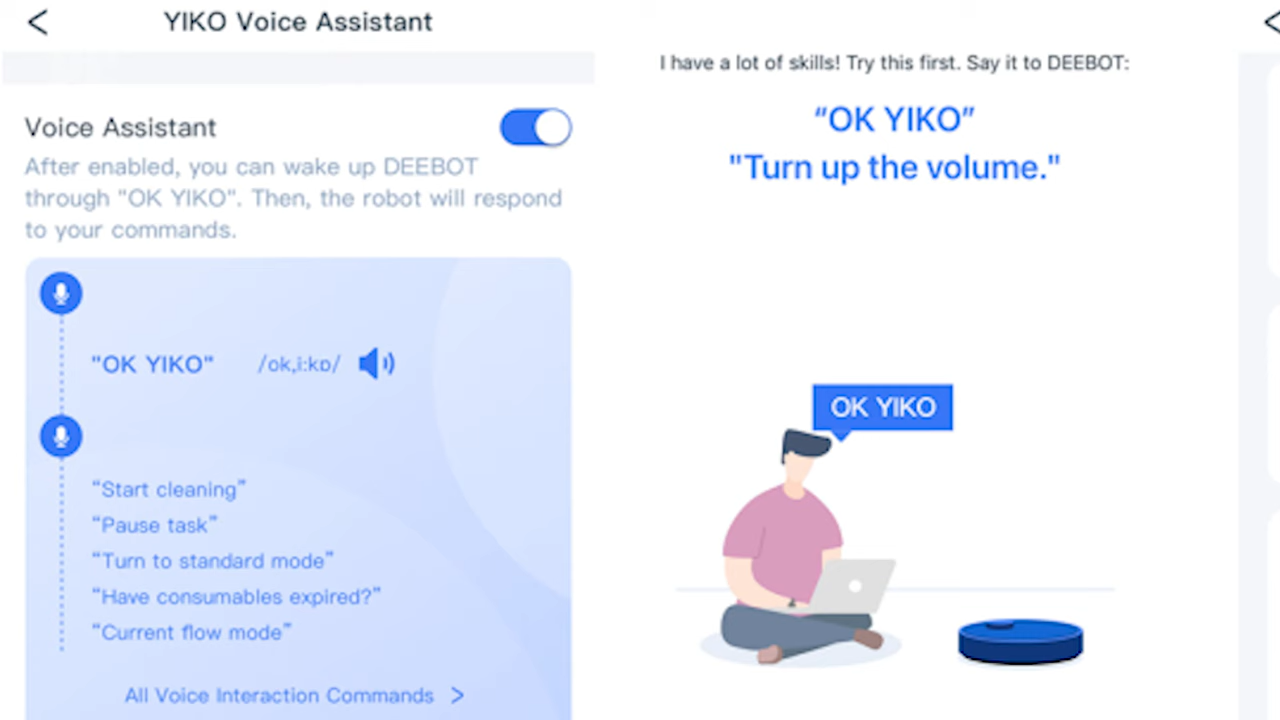 YIKO Voice Assistant
Voice Assistant
After enabled, you can wake up DEEBOT
through "OK YIKO". Then, the robot will respond
to your commands.
"OK YIKO" /ok,i:kɒ/
“Start cleaning”
“Pause task”
“Turn to standard mode”
“Have consumables expired?”
“Current flow mode”
All Voice Interaction Commands >
I have a lot of skills! Try this first. Say it to DEEBOT:
“OK YIKO”
"Turn up the volume."
OK YIKO